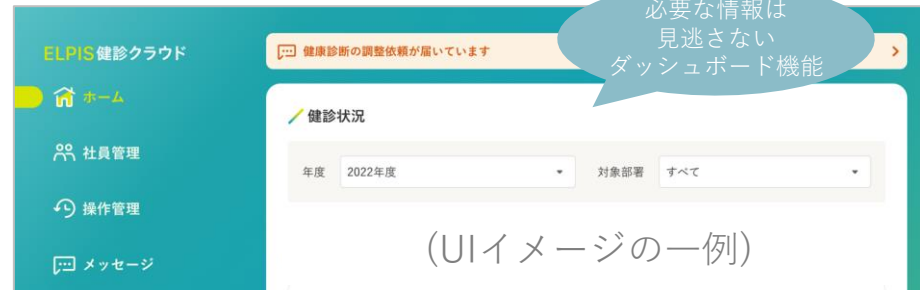 必要な情報は
見逃さない
ダッシュボード機能
ELPIS健診クラウド
健康診断の調整依頼が届いています
ホーム
健診状況
社員管理
年度 2022年度 対象部署 すべて
操作管理
(UIイメージの一例)
メッセージ